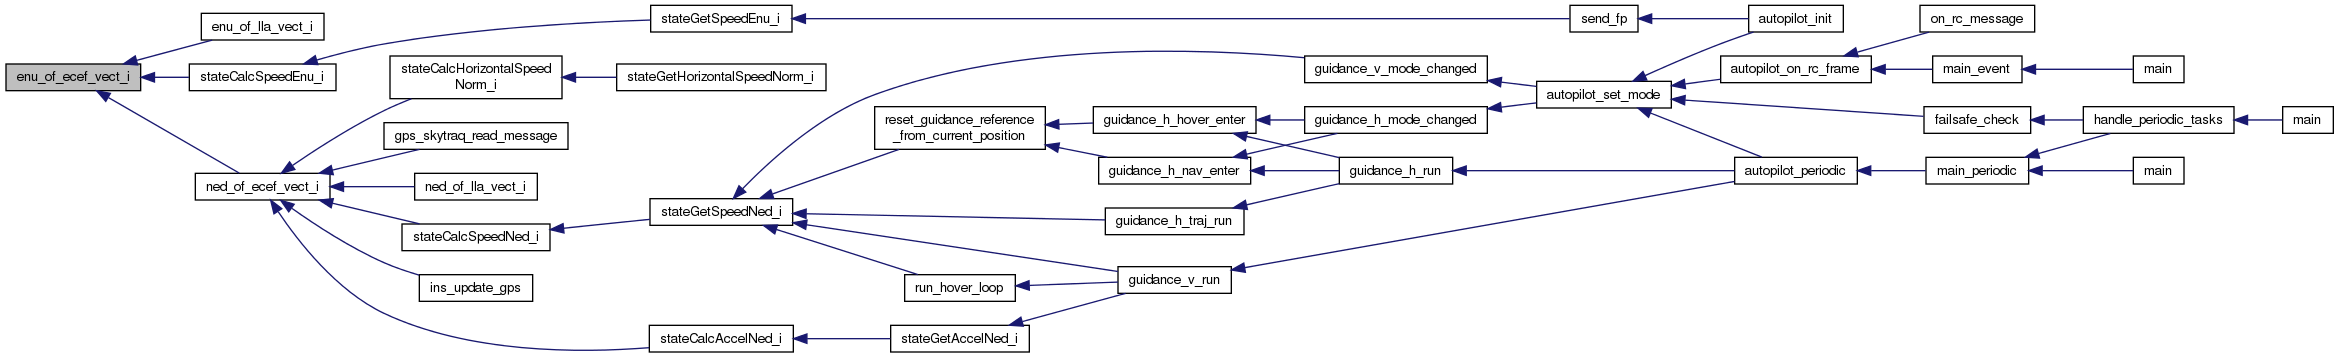 enu_of_ecef_vect_i
enu_of_lla_vect_i
stateCalcSpeedEnu_i
ned_of_ecef_vect_i
stateCalcHorizontalSpeed
Norm_i
gps_skytraq_read_message
ned_of_lla_vect_i
stateCalcSpeedNed_i
ins_update_gps
stateGetSpeedEnu_i
stateGetHorizontalSpeedNorm_i
stateGetSpeedNed_i
stateCalcAccelNed_i
reset_guidance_reference
_from_current_position
run_hover_loop
stateGetAccelNed_i
guidance_h_hover_enter
guidance_h_nav_enter
guidance_h_traj_run
guidance_v_run
guidance_v_mode_changed
guidance_h_mode_changed
guidance_h_run
send_fp
autopilot_set_mode
autopilot_init
autopilot_on_rc_frame
autopilot_periodic
on_rc_message
main_event
failsafe_check
main_periodic
main
handle_periodic_tasks
main
main